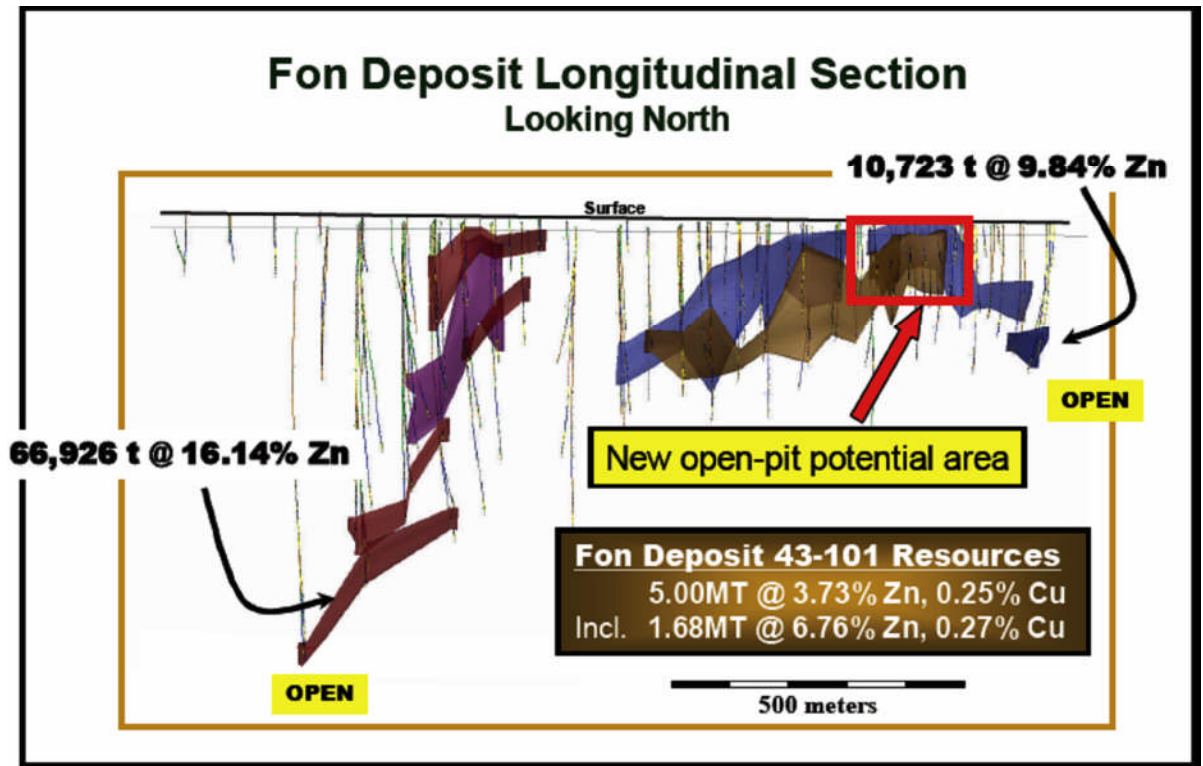 Fon Deposit Longitudinal Section
Looking North
10,723 t @ 9.84% Zn
Surface
OPEN
66,926 t @ 16.14% Zn
New open-pit potential area
Fon Deposit 43-101 Resources
5.00MT @ 3.73% Zn, 0.25% Cu
Incl. 1.68MT @ 6.76% Zn, 0.27% Cu
OPEN
500 meters